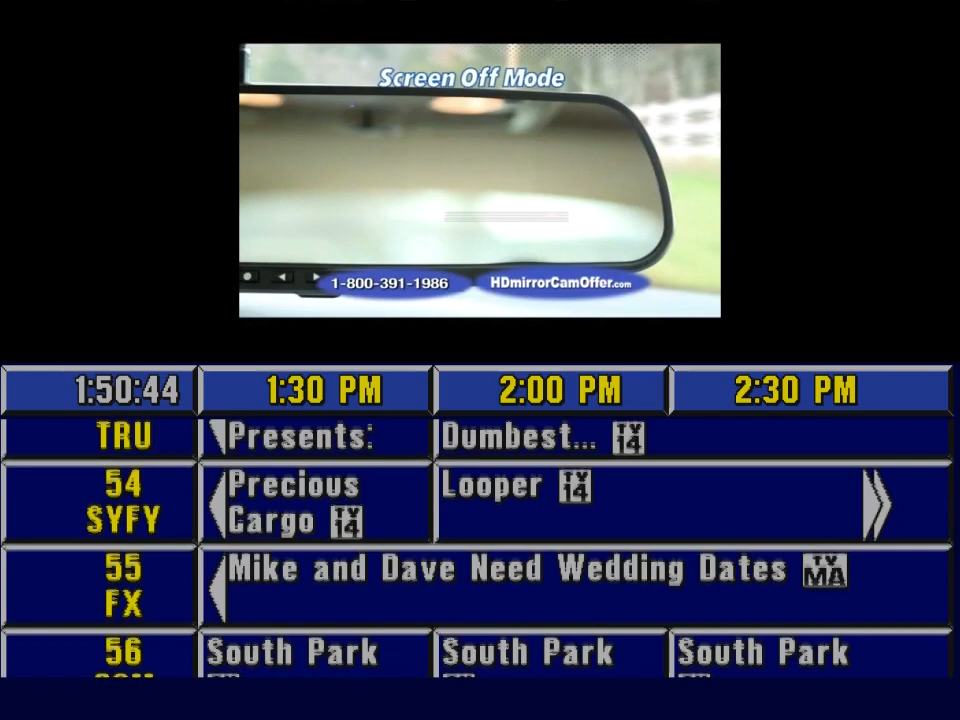 Screen Off Mode
1-800-391-1986 HDmirrorCamOffer.com
1:50:44 1:30 PM 2:00 PM 2:30 PM
TRU Presents: Dumbest... TV 14
54 SYFY Precious Cargo TV 14 Looper TV 14
55 FX Mike and Dave Need Wedding Dates TV MA
56 South Park South Park South Park